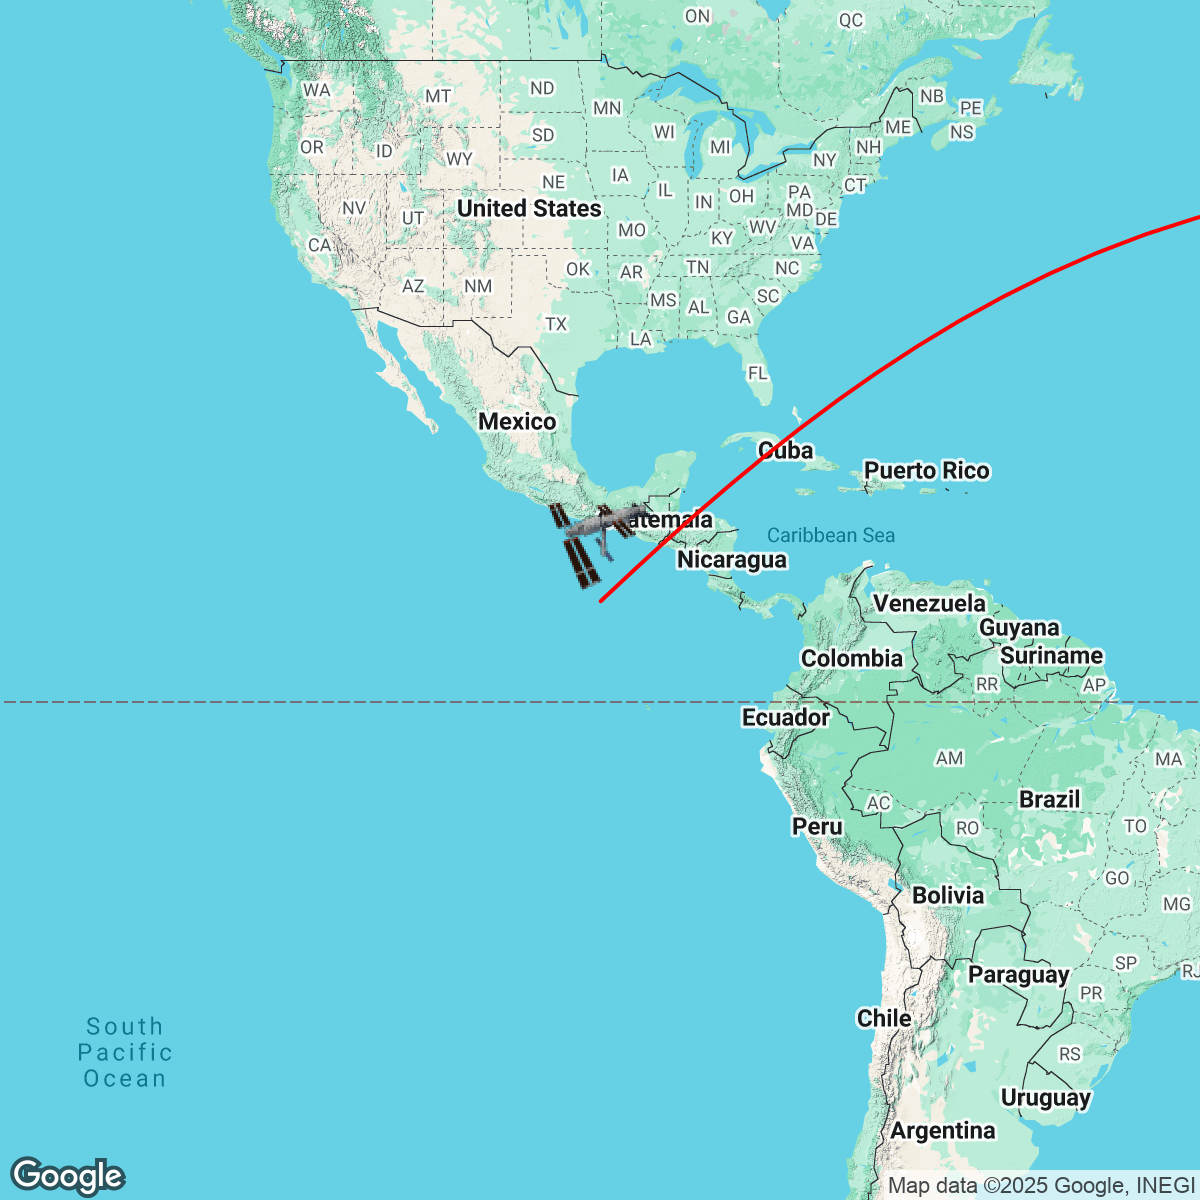 ON
QC
WA
MT
ND
MN
NB
PE
OR
ID
WY
SD
WI
MI
ME
NS
NH
NY
NE
IA
IL
IN
OH
PA
CT
NV
UT
United States
MO
KY
WV
MD
DE
VA
CA
AZ
NM
OK
AR
TN
NC
MS
AL
SC
GA
TX
LA
FL
Mexico
Cuba
Puerto Rico
atemala
Caribbean Sea
Nicaragua
Venezuela
Guyana
Colombia
Suriname
RR
AP
Ecuador
AM
MA
AC
Brazil
Peru
RO
TO
GO
Bolivia
MG
Paraguay
SP
RJ
PR
Chile
South
Pacific
Ocean
RS
Uruguay
Argentina
Google
Map data ©2025 Google, INEGI